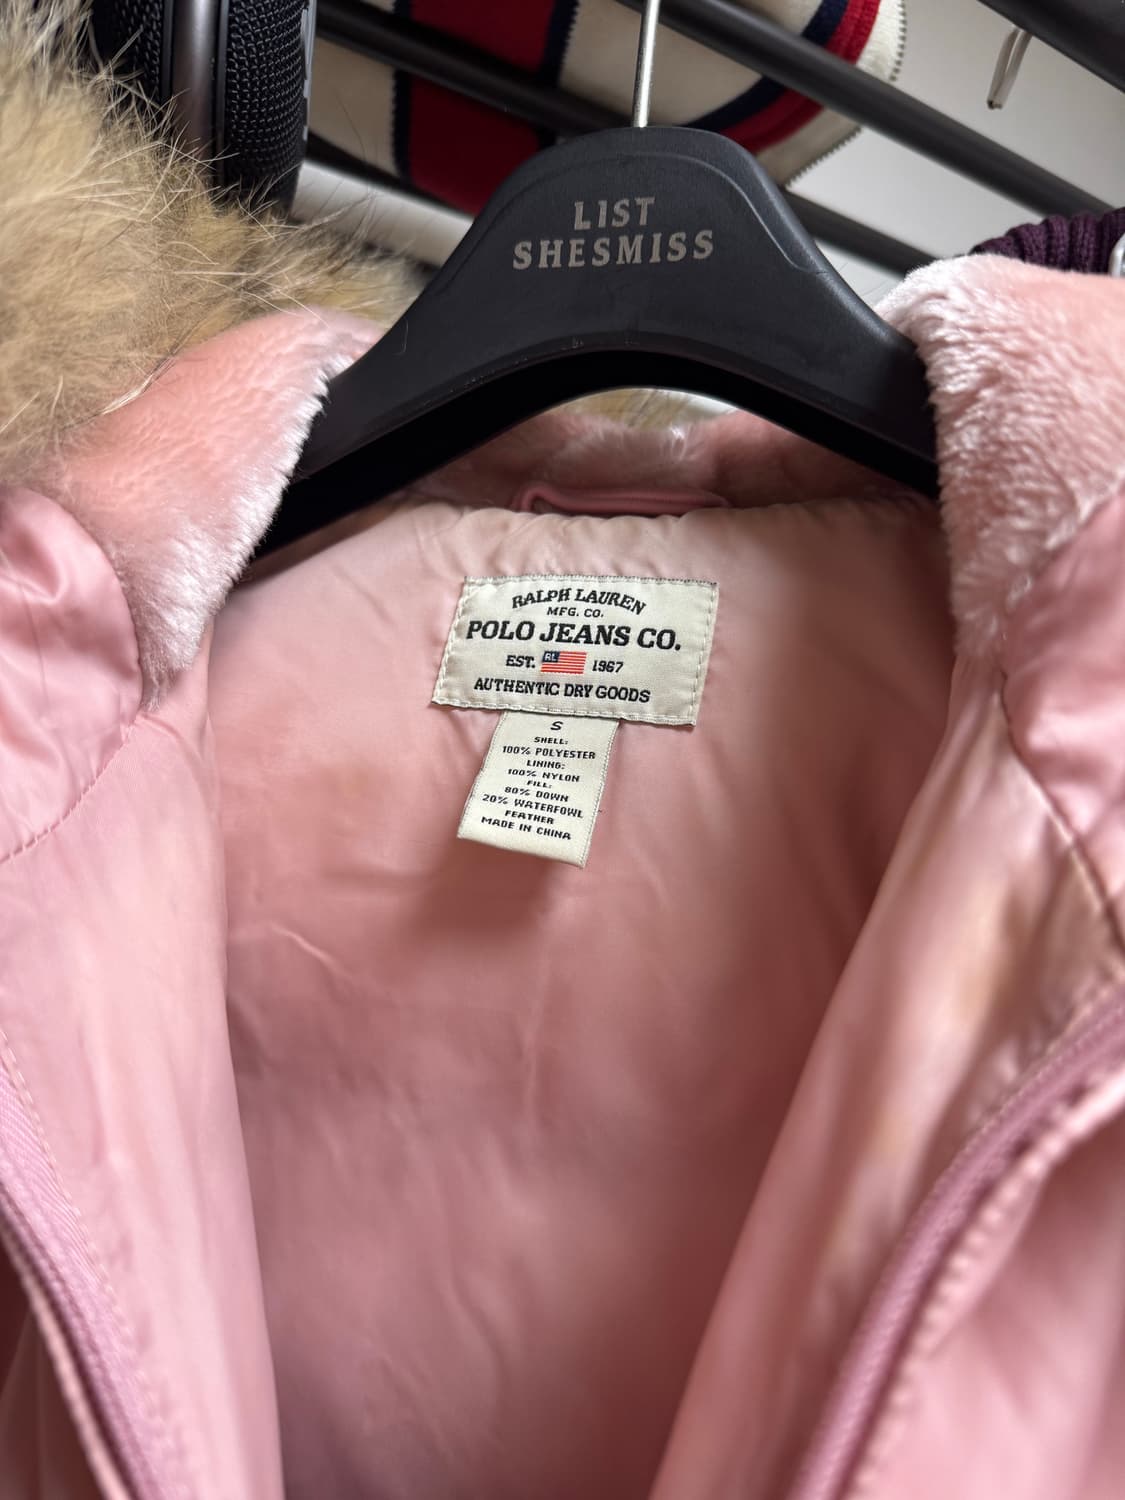 LIST
SHESMISS
RALPH LAUREN
MFG. CO.
POLO JEANS CO.
EST. RL 1967
AUTHENTIC DRY GOODS
S
SHELL:
100% POLYESTER
LINING:
100% NYLON
FILL:
80% DOWN
20% WATERFOWL
FEATHER
MADE IN CHINA